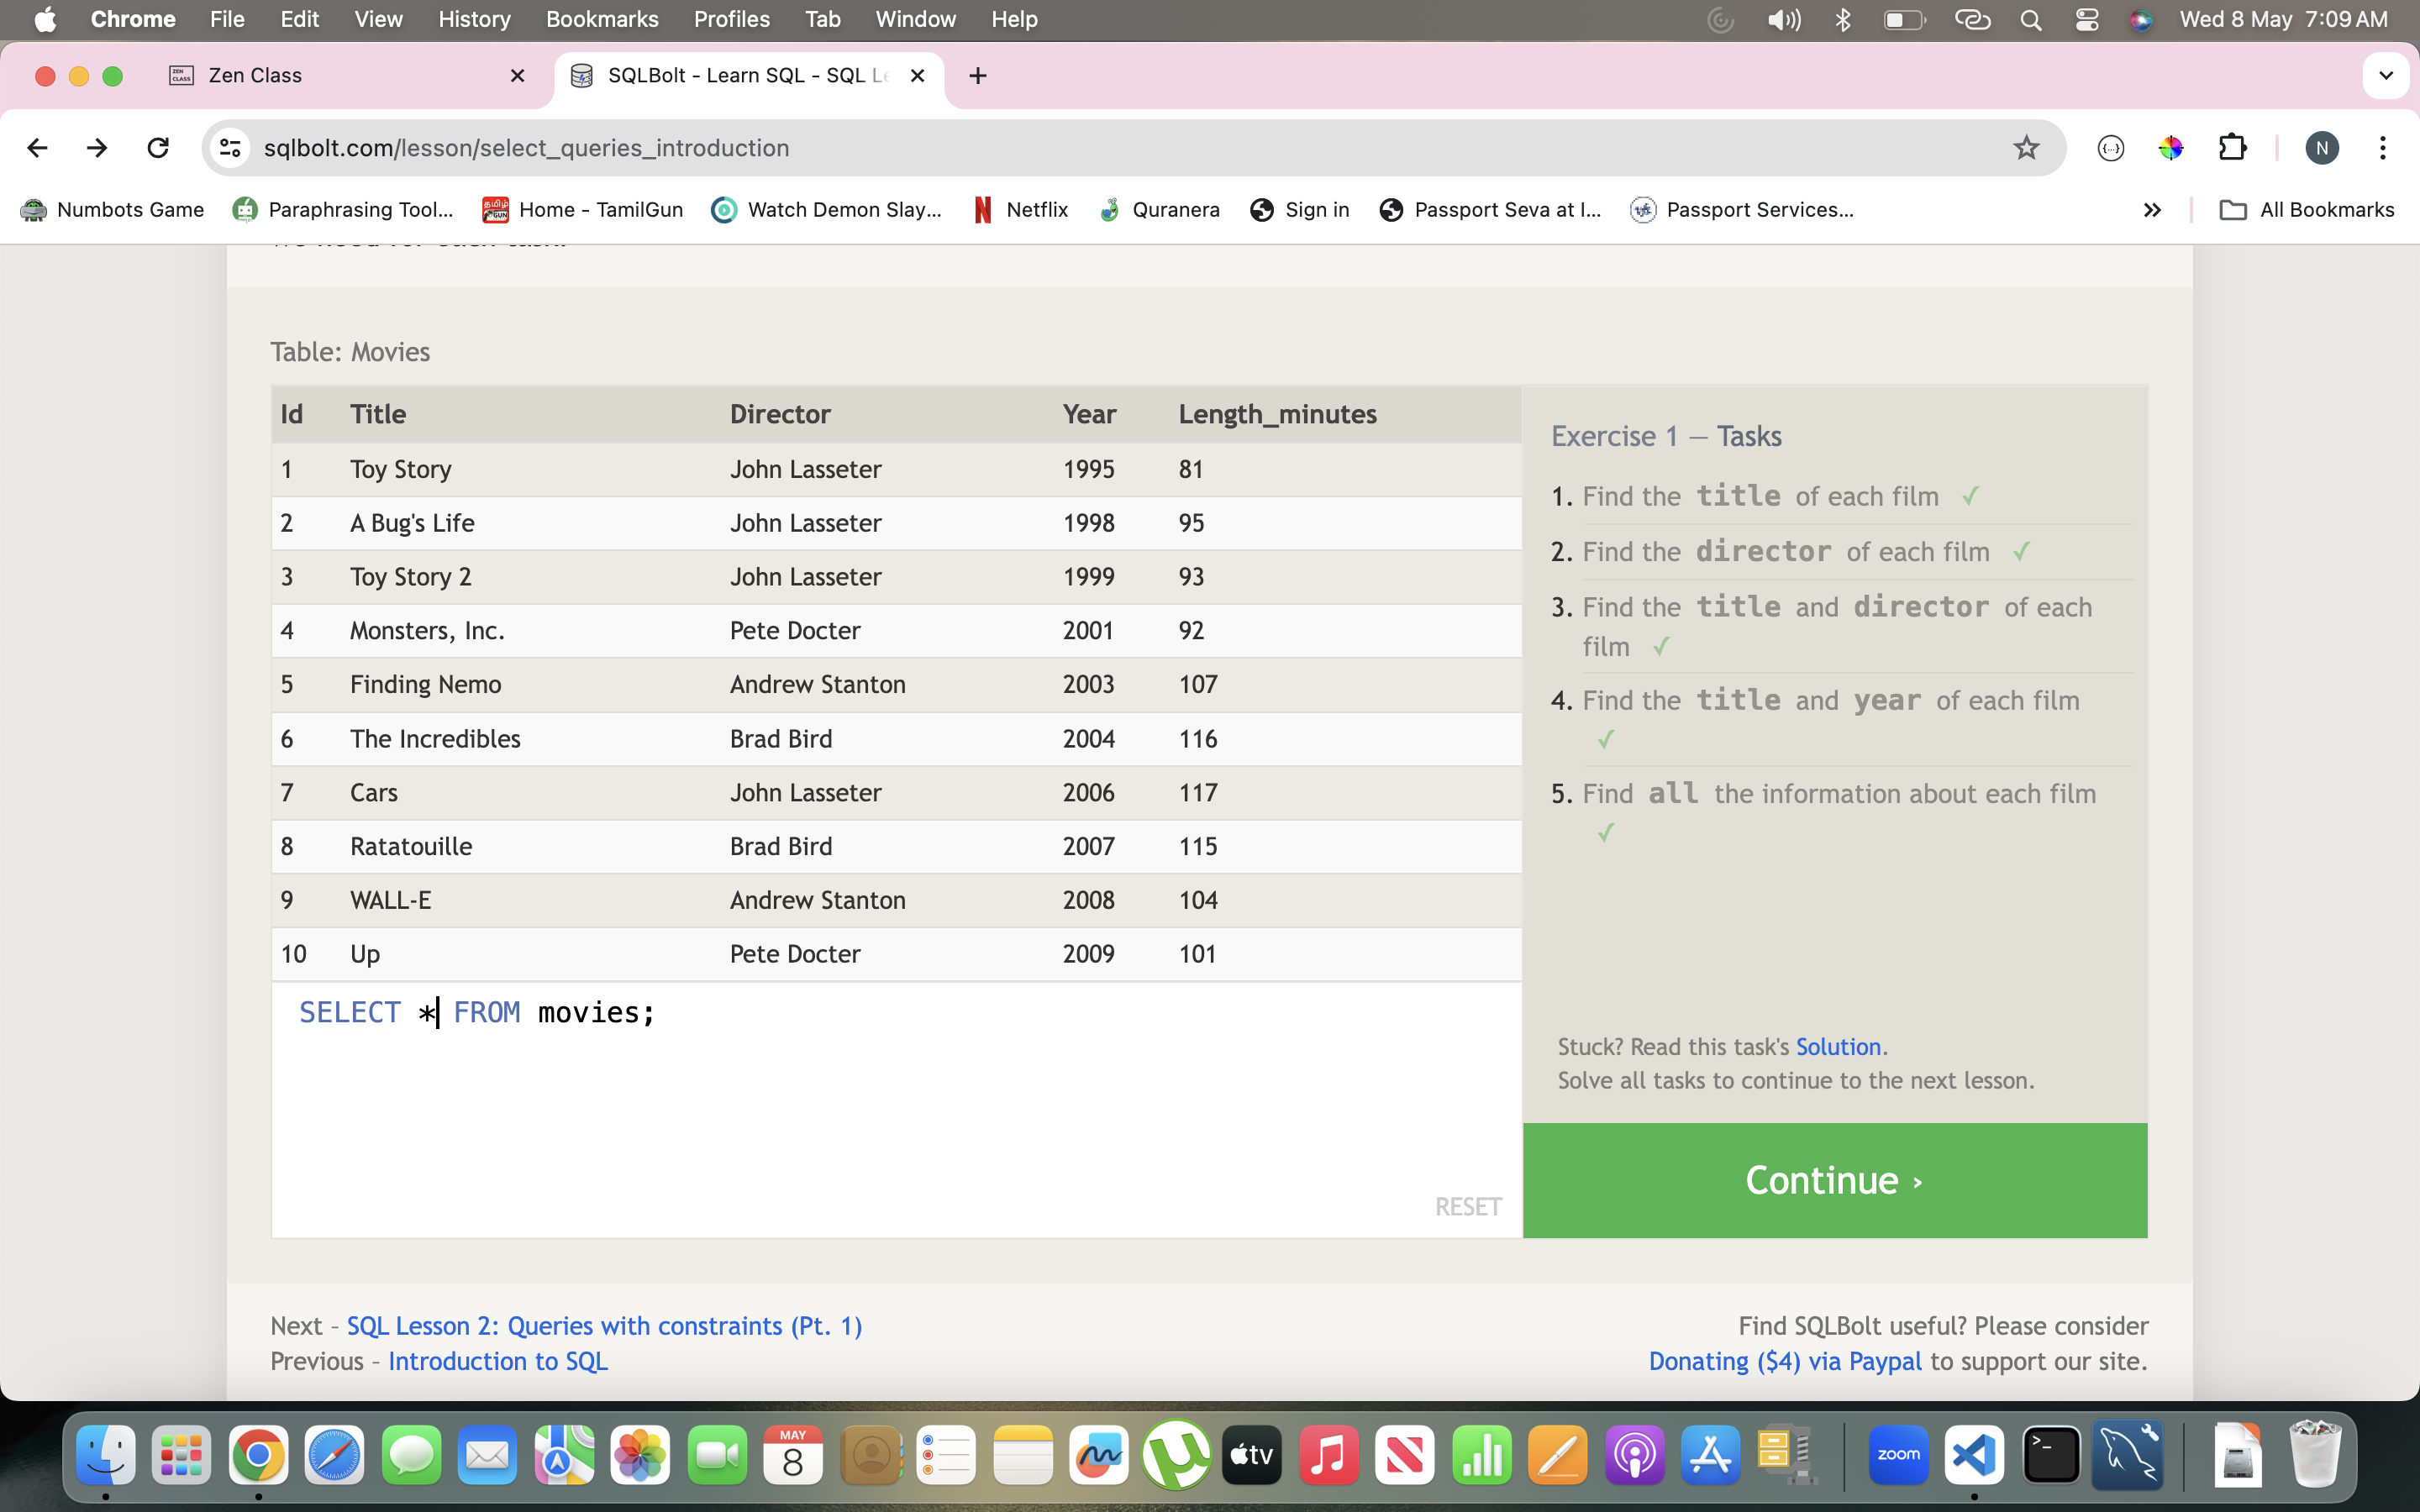 Chrome File Edit View History Bookmarks Profiles Tab Window Help Wed 8 May 7:09 AM
ZEN CLASS Zen Class SQLBolt - Learn SQL - SQL Le
sqlbolt.com/lesson/select_queries_introduction N
Numbots Game Paraphrasing Tool... Home - TamilGun Watch Demon Slay... Netflix Quranera Sign in Passport Seva at I... Passport Services... All Bookmarks
we need for each task.
Table: Movies
Id Title Director Year Length_minutes
1 Toy Story John Lasseter 1995 81
2 A Bug's Life John Lasseter 1998 95
3 Toy Story 2 John Lasseter 1999 93
4 Monsters, Inc. Pete Docter 2001 92
5 Finding Nemo Andrew Stanton 2003 107
6 The Incredibles Brad Bird 2004 116
7 Cars John Lasseter 2006 117
8 Ratatouille Brad Bird 2007 115
9 WALL-E Andrew Stanton 2008 104
10 Up Pete Docter 2009 101
SELECT * FROM movies;
RESET
Exercise 1 — Tasks
1. Find the title of each film ✓
2. Find the director of each film ✓
3. Find the title and director of each
film ✓
4. Find the title and year of each film
✓
5. Find all the information about each film
✓
Stuck? Read this task's Solution.
Solve all tasks to continue to the next lesson.
Continue ›
Next – SQL Lesson 2: Queries with constraints (Pt. 1)
Previous – Introduction to SQL
Find SQLBolt useful? Please consider
Donating ($4) via Paypal to support our site.
MAY
8
tv
zoom